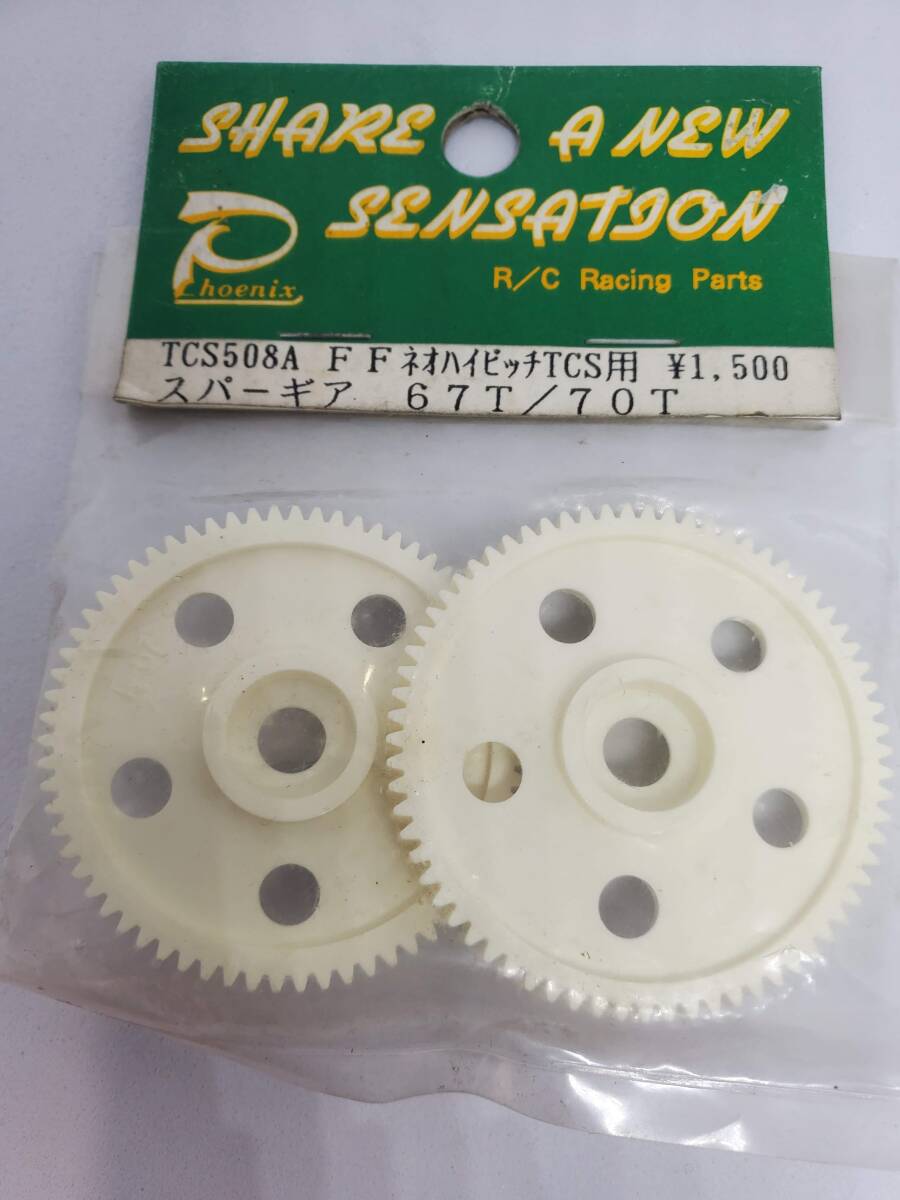 SHARE A NEW
SENSATION
Phoenix
R/C Racing Parts
TCS508A ＦＦネオハイピッチTCS用 ¥1,500
スパーギア ６７Ｔ／７０Ｔ